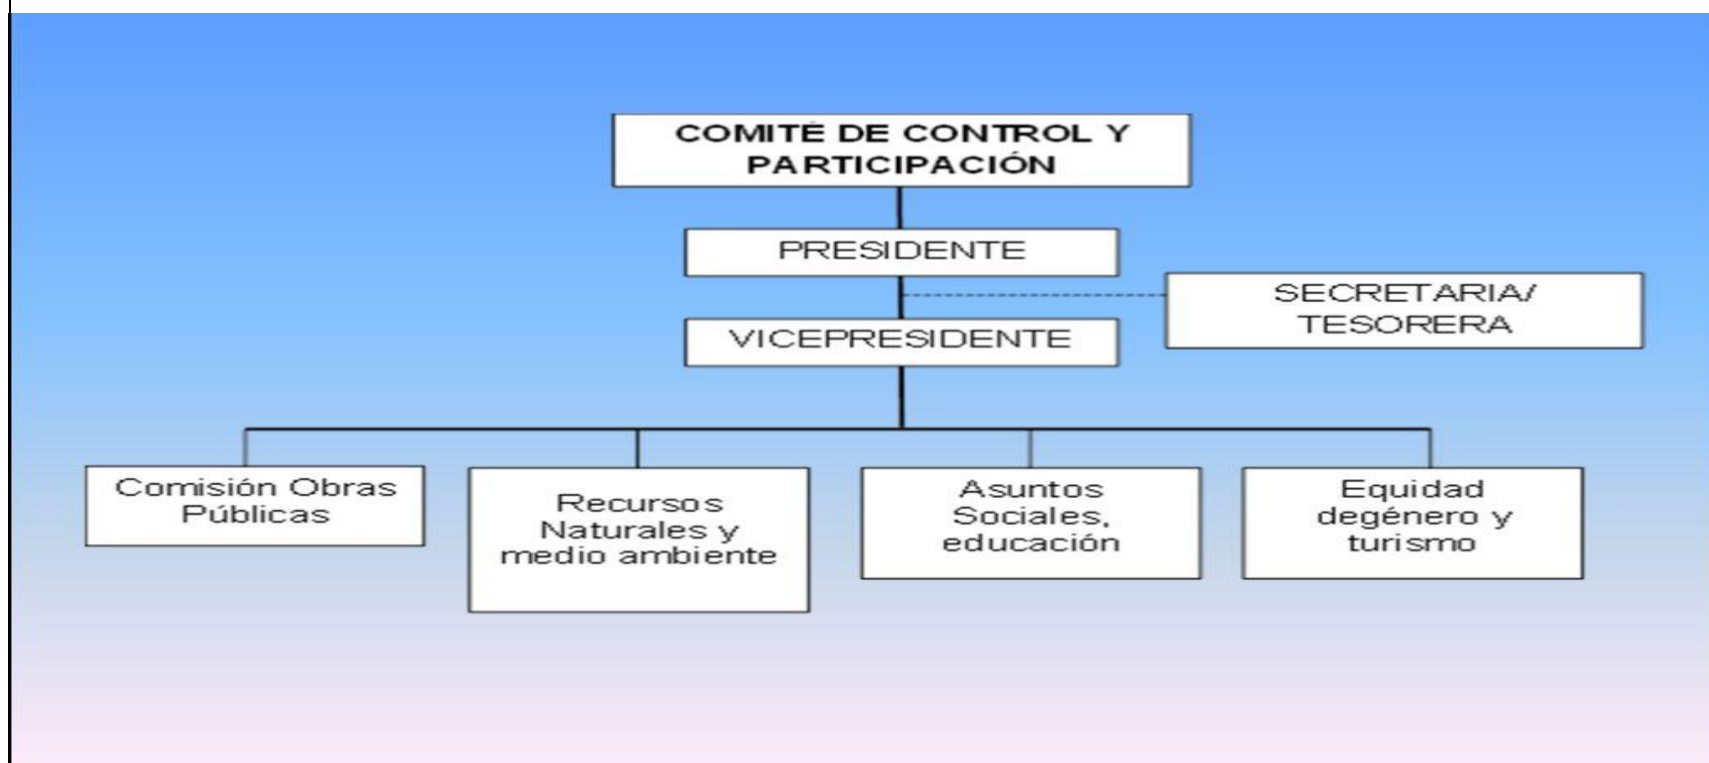 COMITÉ DE CONTROL Y
PARTICIPACIÓN
PRESIDENTE
SECRETARIA/
TESORERA
VICEPRESIDENTE
Comisión Obras
Públicas
Recursos
Naturales y
medio ambiente
Asuntos
Sociales,
educación
Equidad
degénero y
turismo